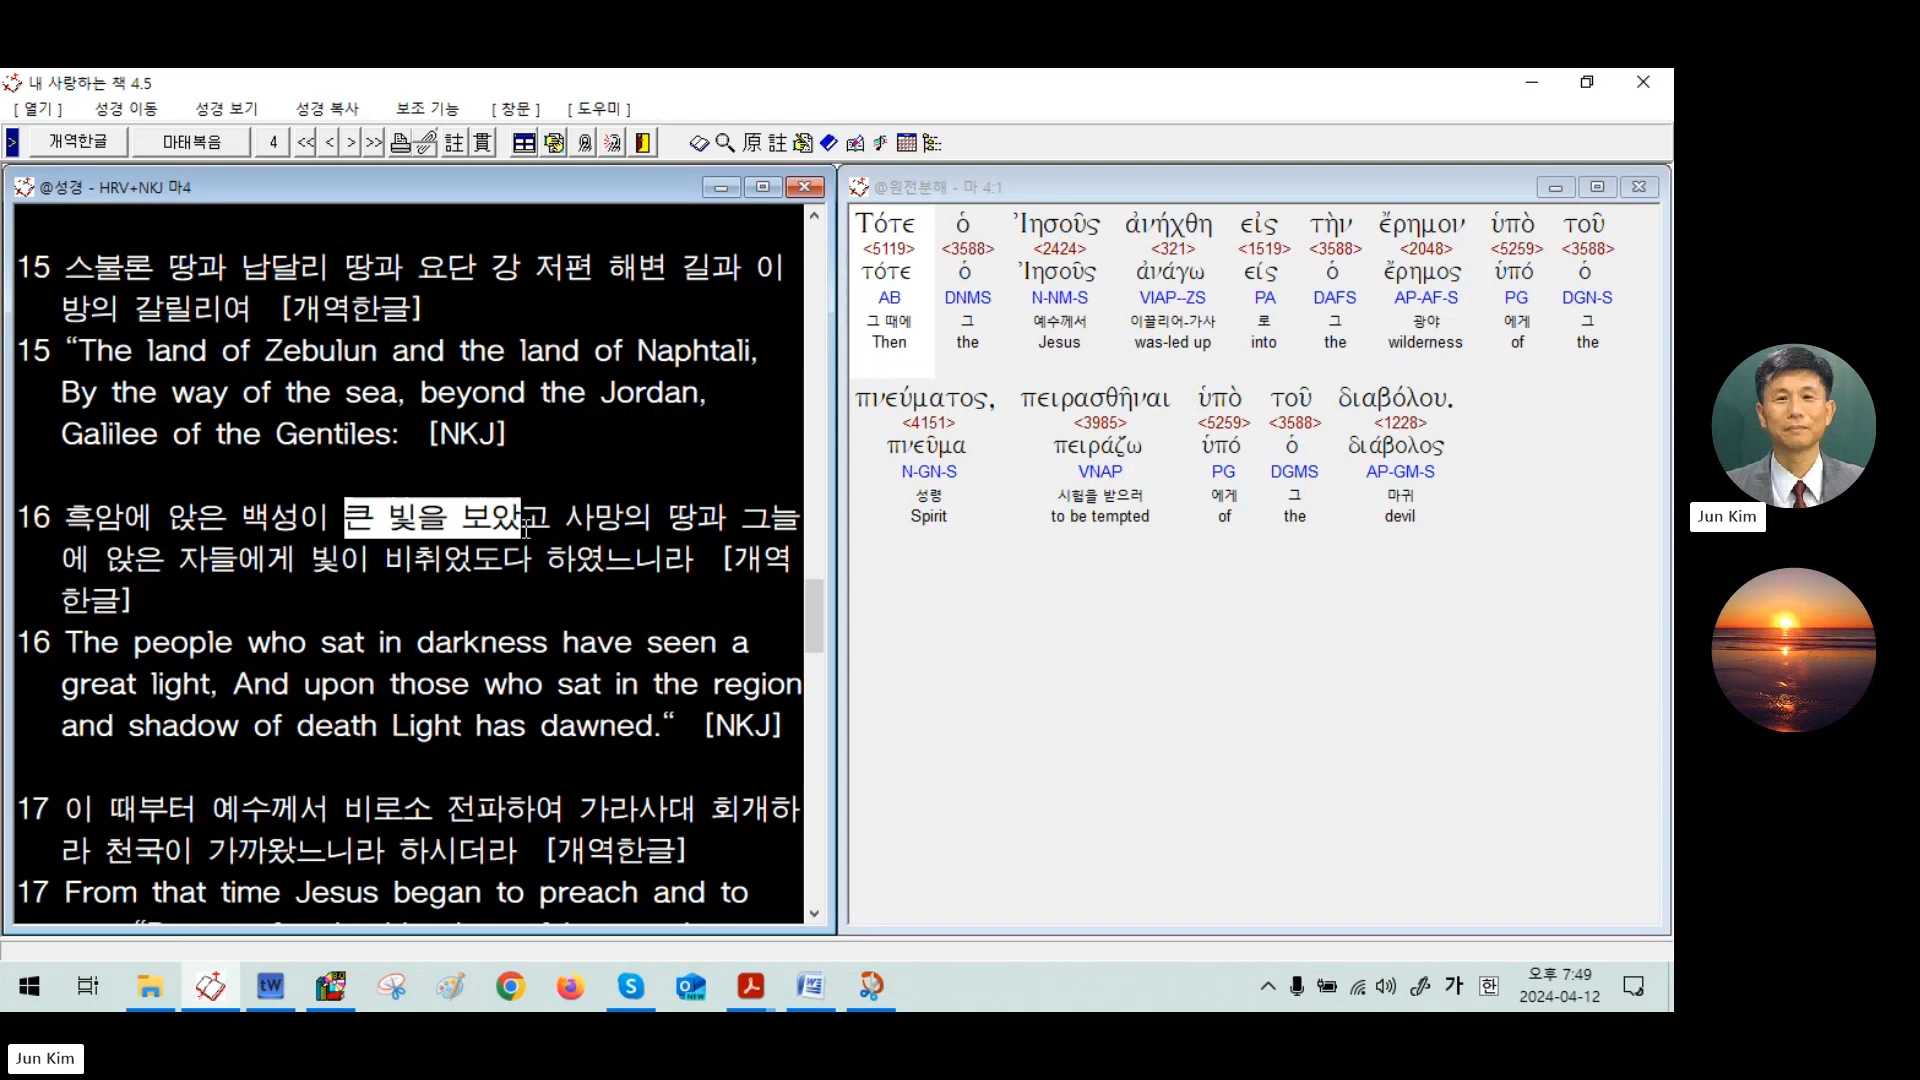 내 사랑하는 책 4.5
[ 열기 ] 성경 이동 성경 보기 성경 복사 보조 기능 [ 창문 ] [ 도우미 ]
개역한글 마태복음 4 << < > >> 註 貫 原 註
@성경 - HRV+NKJ 마4
15 스불론 땅과 납달리 땅과 요단 강 저편 해변 길과 이
방의 갈릴리여 [개역한글]
15 “The land of Zebulun and the land of Naphtali,
By the way of the sea, beyond the Jordan,
Galilee of the Gentiles: [NKJ]
16 흑암에 앉은 백성이 큰 빛을 보았고 사망의 땅과 그늘
에 앉은 자들에게 빛이 비취었도다 하였느니라 [개역
한글]
16 The people who sat in darkness have seen a
great light, And upon those who sat in the region
and shadow of death Light has dawned.“ [NKJ]
17 이 때부터 예수께서 비로소 전파하여 가라사대 회개하
라 천국이 가까왔느니라 하시더라 [개역한글]
17 From that time Jesus began to preach and to
@원전분해 - 마 4:1
Τότε ὁ Ἰησοῦς ἀνήχθη εἰς τὴν ἔρημον ὑπὸ τοῦ
<5119> <3588> <2424> <321> <1519> <3588> <2048> <5259> <3588>
τότε ὁ Ἰησοῦς ἀνάγω εἰς ὁ ἔρημος ὑπό ὁ
AB DNMS N-NM-S VIAP--ZS PA DAFS AP-AF-S PG DGN-S
그 때에 그 예수께서 이끌리어-가사 로 그 광야 에게 그
Then the Jesus was-led up into the wilderness of the
πνεύματος, πειρασθῆναι ὑπὸ τοῦ διαβόλου.
<4151> <3985> <5259> <3588> <1228>
πνεῦμα πειράζω ὑπό ὁ διάβολος
N-GN-S VNAP PG DGMS AP-GM-S
성령 시험을 받으러 에게 그 마귀
Spirit to be tempted of the devil
Jun Kim
tW
가 한
오후 7:49
2024-04-12
Jun Kim